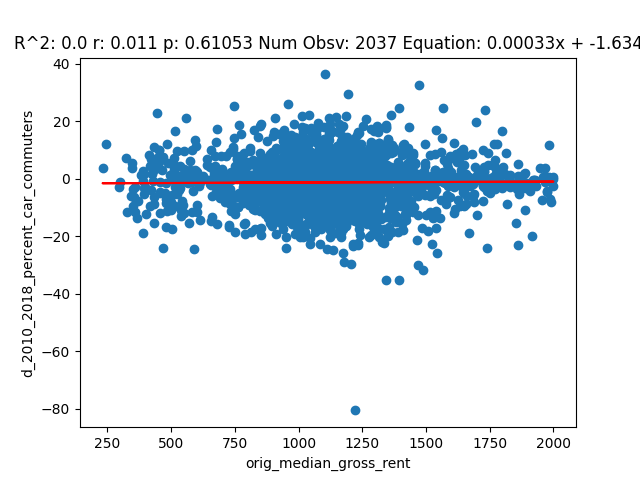 R^2: 0.0 r: 0.011 p: 0.61053 Num Obsv: 2037 Equation: 0.00033x + -1.634
40
20
0
−20
−40
−60
−80
d_2010_2018_percent_car_commuters
250 500 750 1000 1250 1500 1750 2000
orig_median_gross_rent